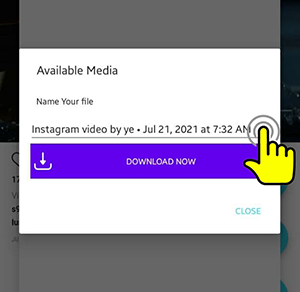 Available Media
Name Your file
Instagram video by ye • Jul 21, 2021 at 7:32 AM
DOWNLOAD NOW
CLOSE